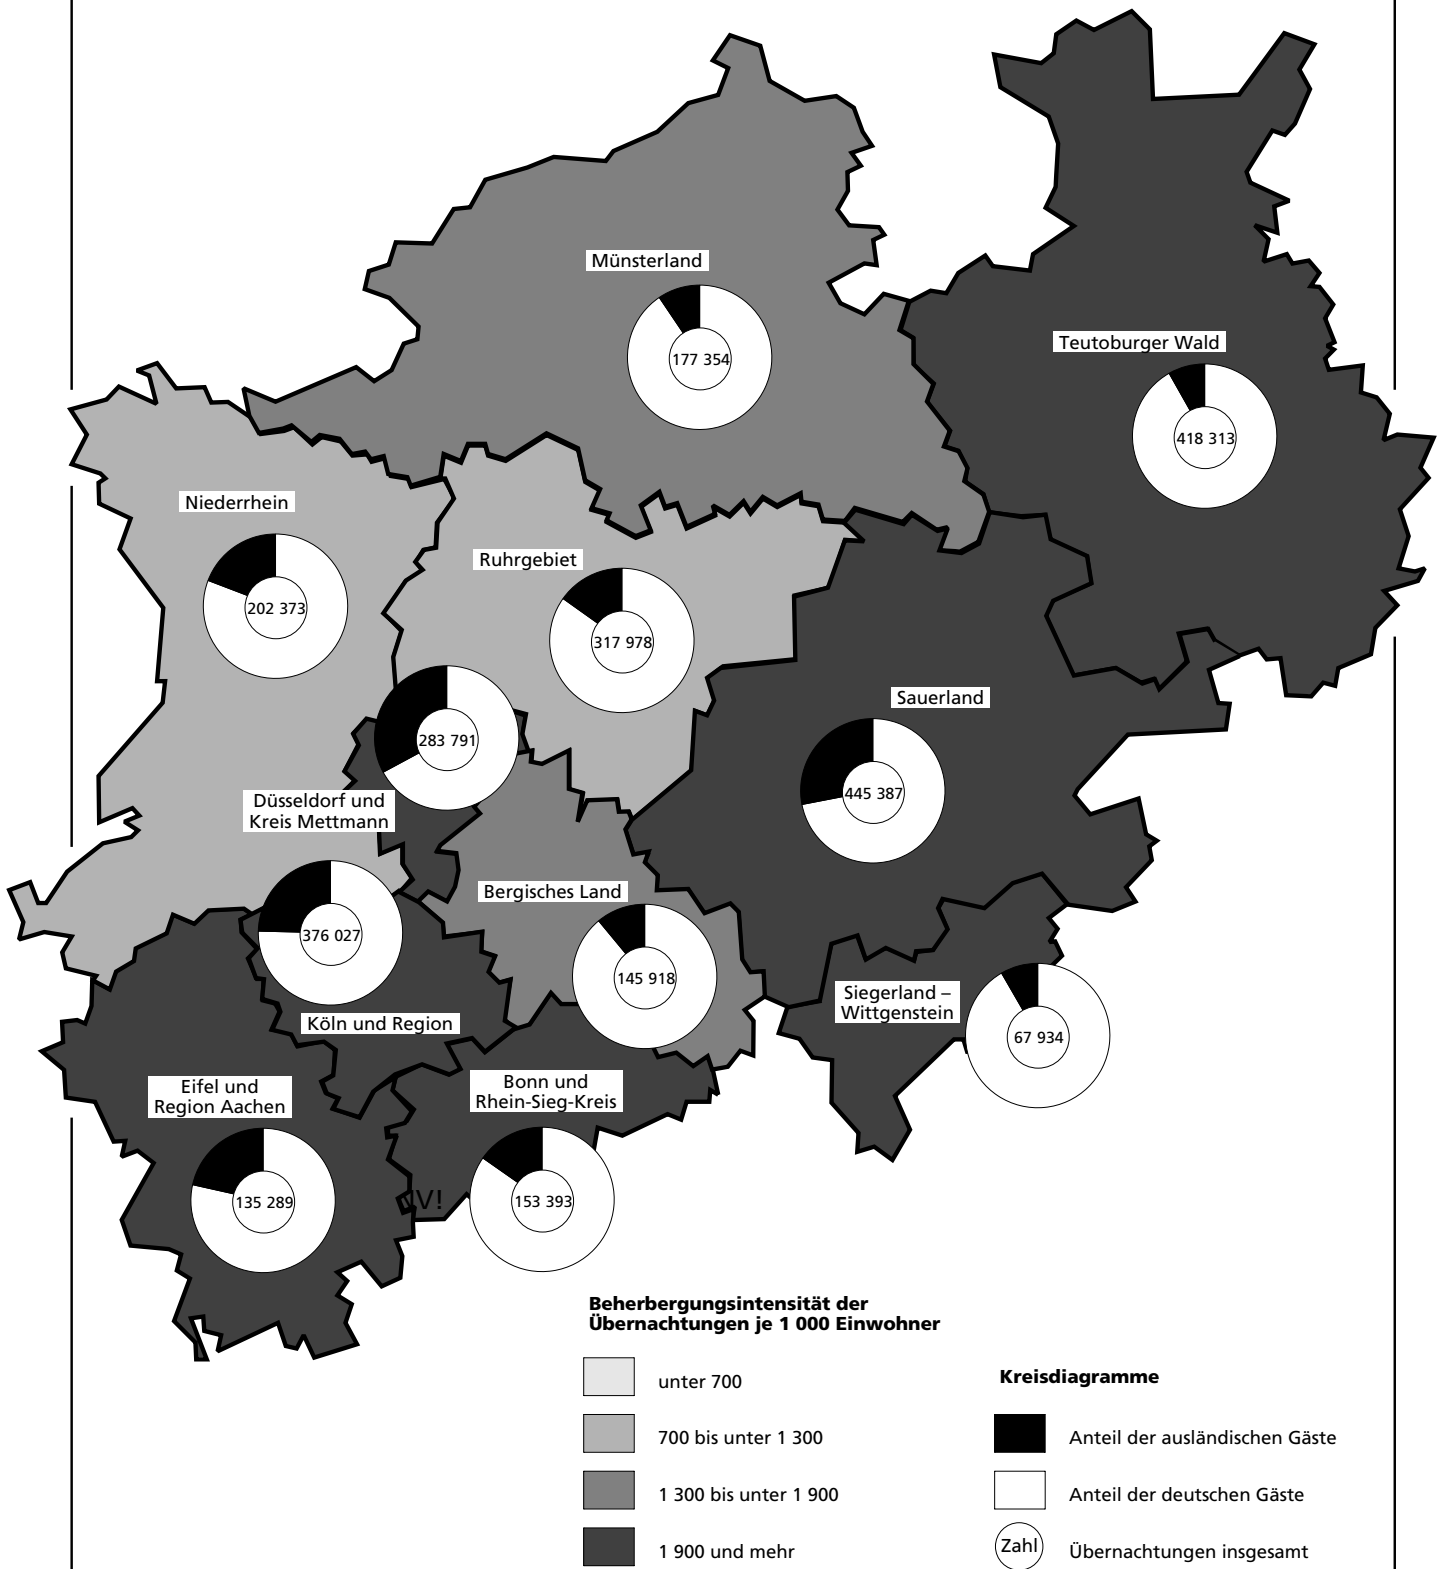 Münsterland
177 354
Teutoburger Wald
418 313
Niederrhein
202 373
Ruhrgebiet
317 978
283 791
Düsseldorf und
Kreis Mettmann
Sauerland
445 387
Bergisches Land
145 918
376 027
Köln und Region
Siegerland –
Wittgenstein
67 934
Eifel und
Region Aachen
135 289
Bonn und
Rhein-Sieg-Kreis
153 393
Beherbergungsintensität der
Übernachtungen je 1 000 Einwohner
unter 700
700 bis unter 1 300
1 300 bis unter 1 900
1 900 und mehr
Kreisdiagramme
Anteil der ausländischen Gäste
Anteil der deutschen Gäste
Zahl
Übernachtungen insgesamt